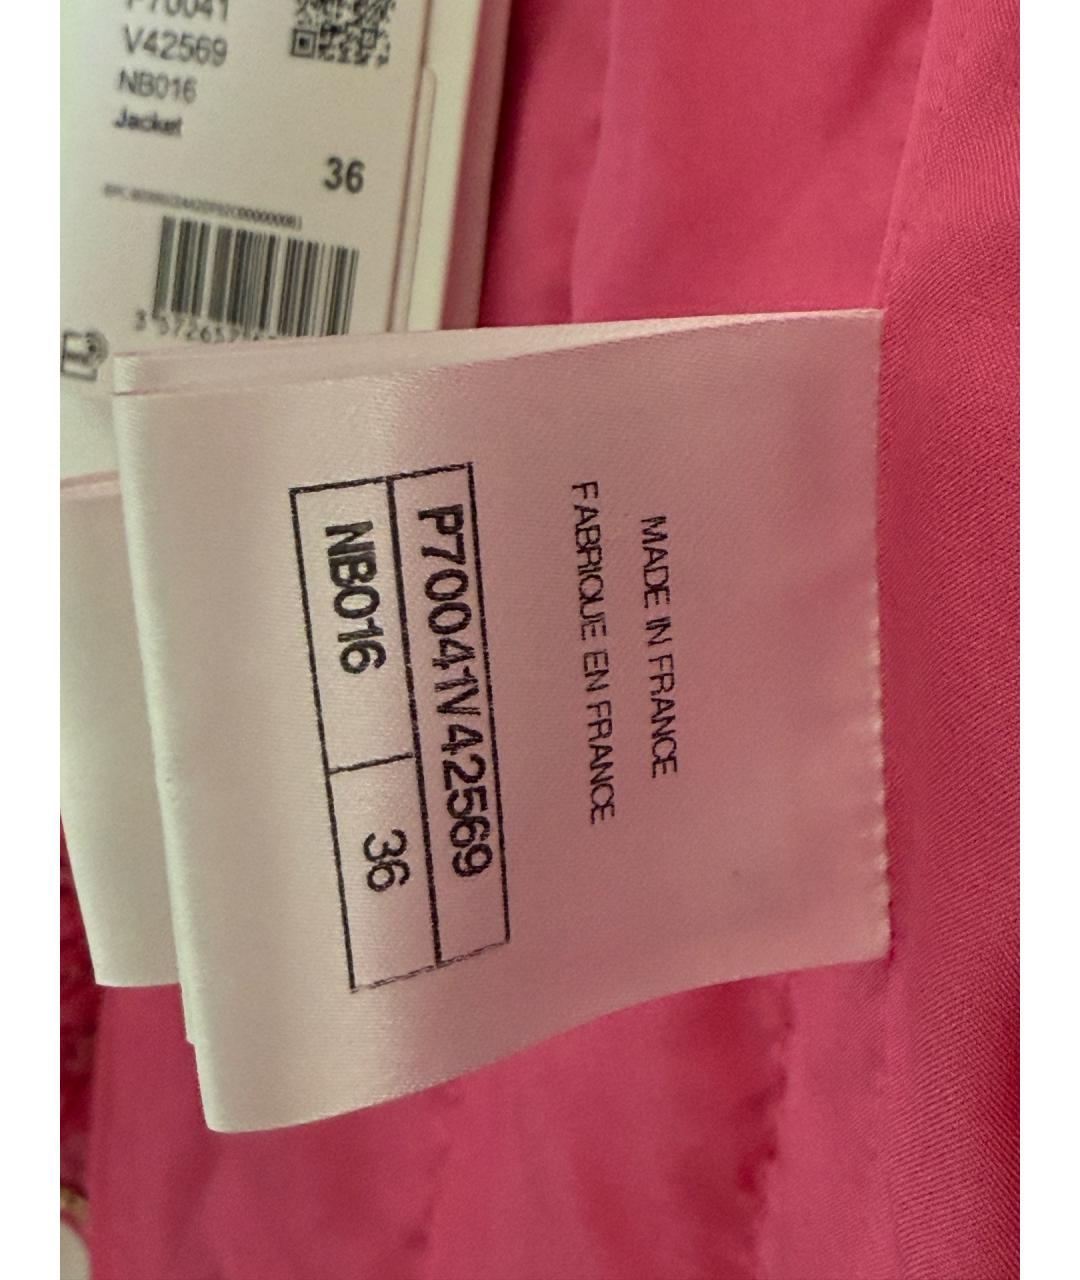 P70041
V42569
NB016
Jacket
36
MADE IN FRANCE
FABRIQUE EN FRANCE
P70041V42569
NB016 36